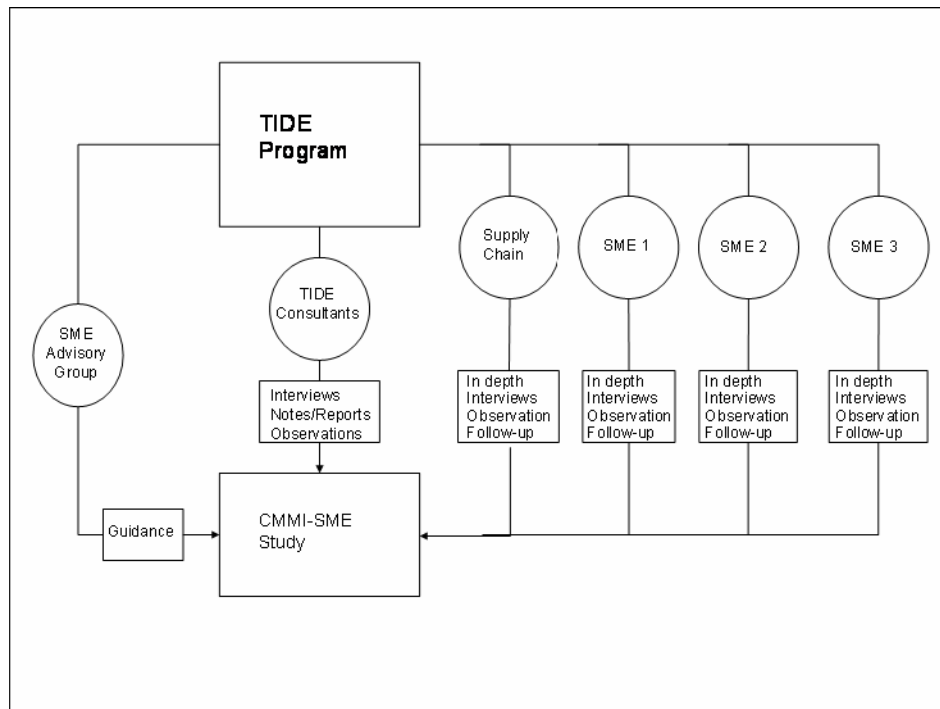 TIDE
Program
Supply
Chain
SME 1
SME 2
SME 3
TIDE
Consultants
SME
Advisory
Group
Interviews
Notes/Reports
Observations
In depth
Interviews
Observation
Follow-up
In depth
Interviews
Observation
Follow-up
In depth
Interviews
Observation
Follow-up
In depth
Interviews
Observation
Follow-up
Guidance
CMMI-SME
Study